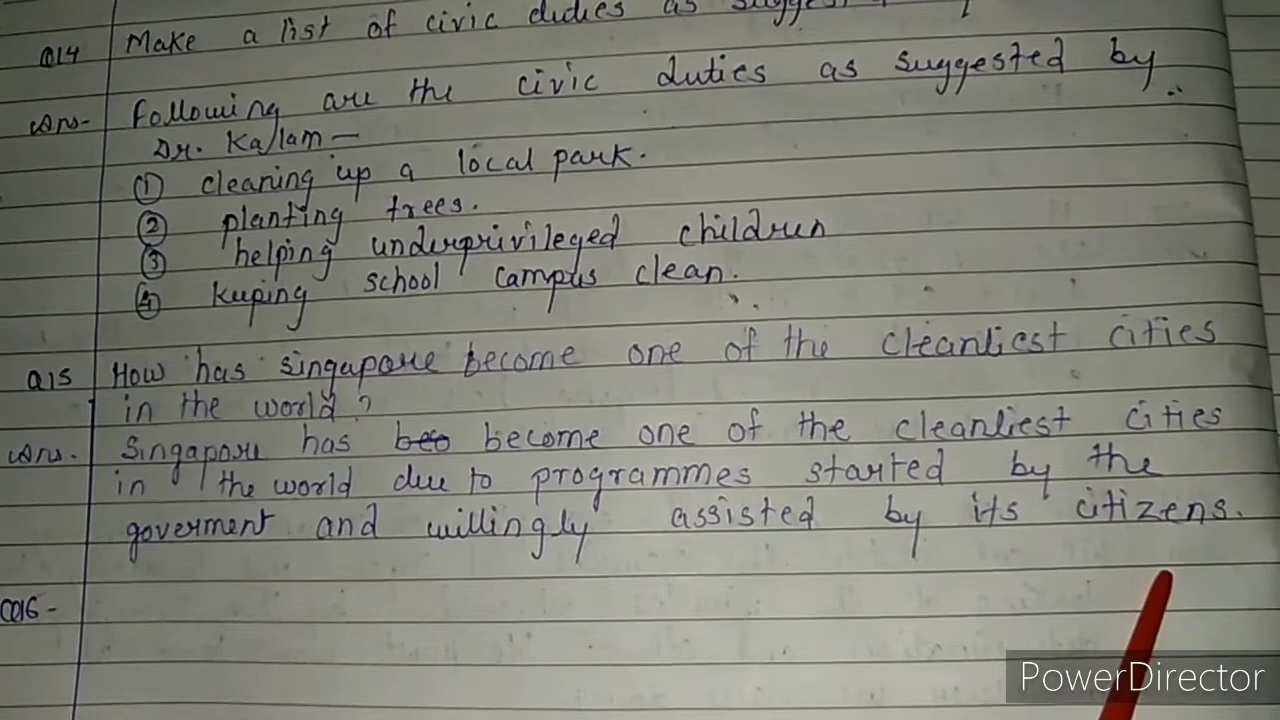 Q14 Make a list of civic duties as
Ans- Following are the civic duties as suggested by
Dr. Kalam -
① cleaning up a local park.
② planting trees.
③ helping underprivileged children
④ keeping school campus clean.
Q15 How has singapore become one of the cleanliest cities
in the world?
Ans. Singapore has beo become one of the cleanliest cities
in the world due to programmes started by the
goverment and willingly assisted by its citizens.
Q16-
PowerDirector